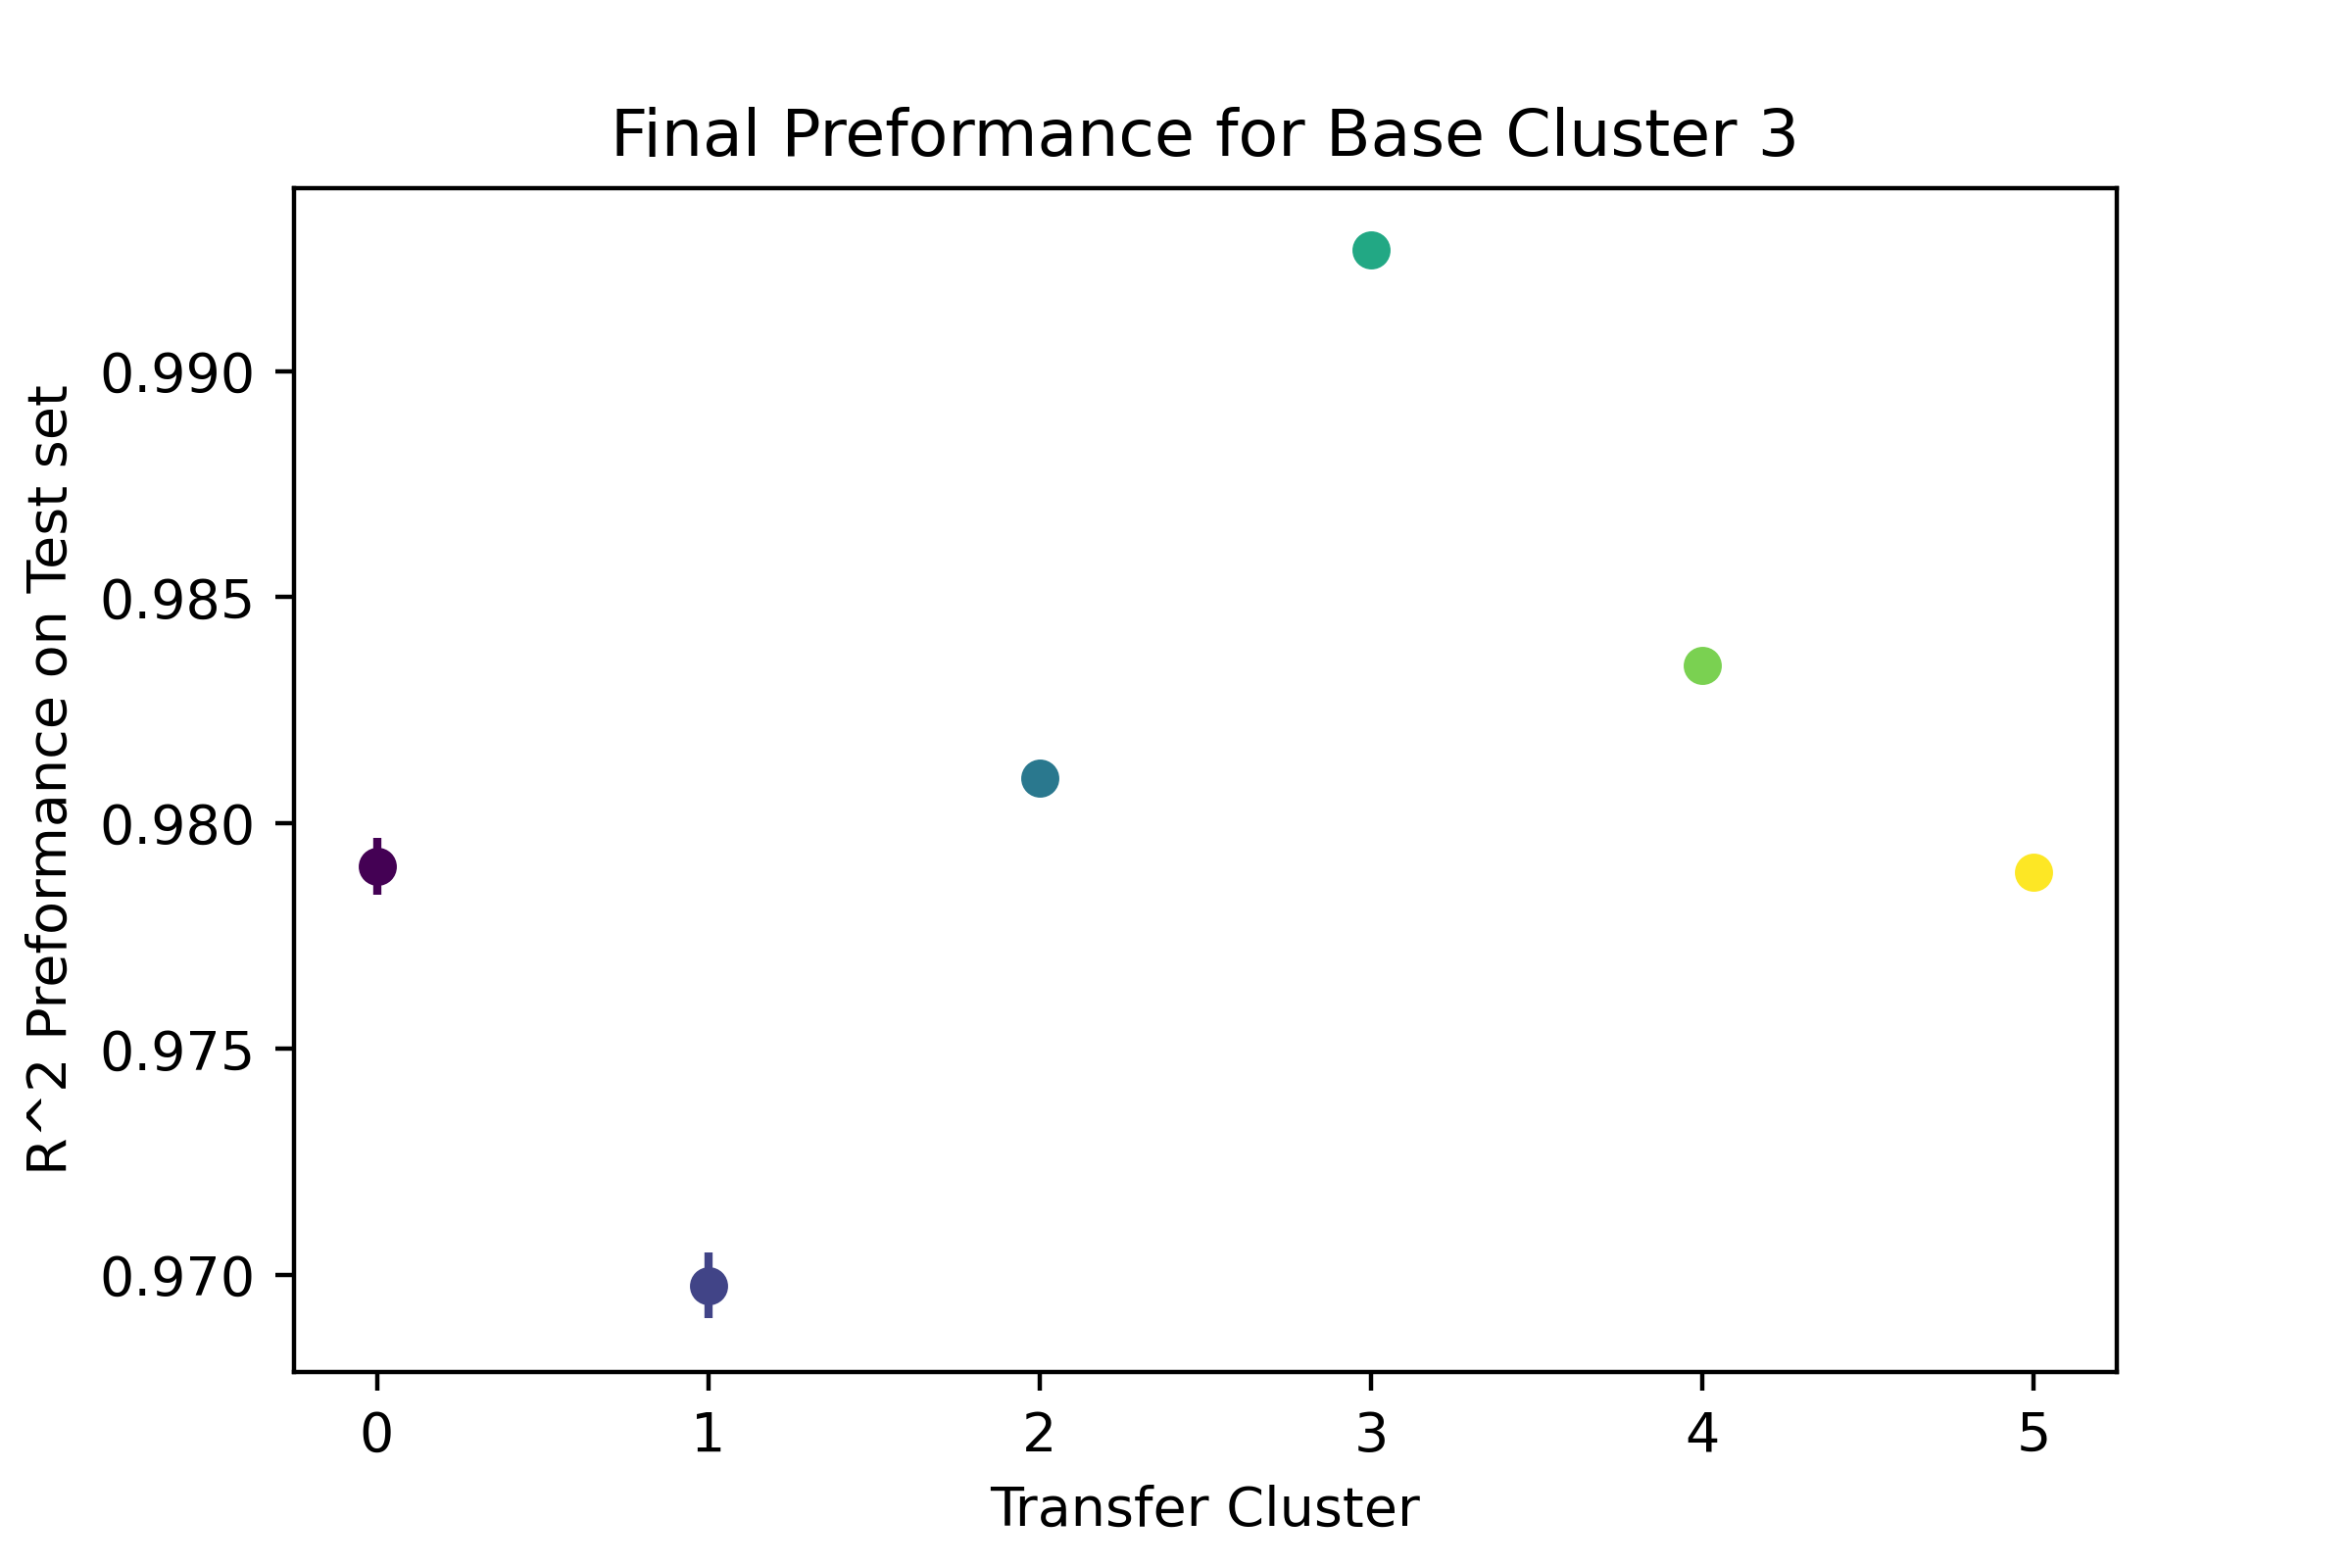 Final Preformance for Base Cluster 3
R^2 Preformance on Test set
0.990
0.985
0.980
0.975
0.970
0 1 2 3 4 5
Transfer Cluster